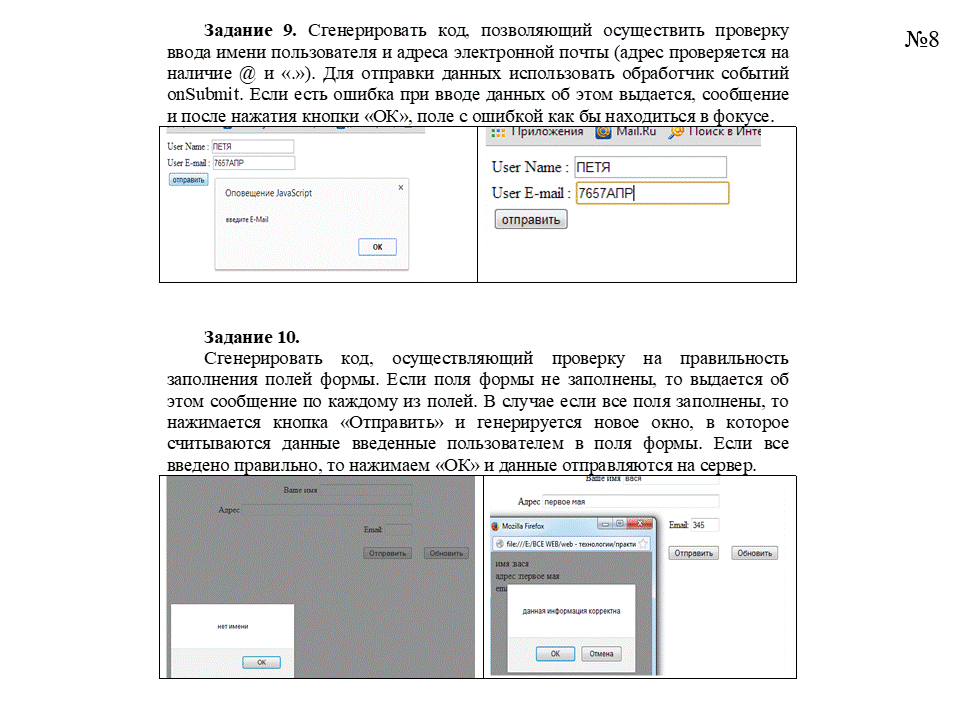 Задание 9. Сгенерировать код, позволяющий осуществить проверку
ввода имени пользователя и адреса электронной почты (адрес проверяется на
наличие @ и «.»). Для отправки данных использовать обработчик событий
onSubmit. Если есть ошибка при вводе данных об этом выдается, сообщение
и после нажатия кнопки «ОК», поле с ошибкой как бы находиться в фокусе.
№8
User Name : ПЕТЯ
User E-mail : 7657АПР
отправить
Оповещение JavaScript
x
введите E-Mail
ОК
Приложения Mail.Ru Поиск в Инте
User Name : ПЕТЯ
User E-mail : 7657АПР
отправить
Задание 10.
Сгенерировать код, осуществляющий проверку на правильность
заполнения полей формы. Если поля формы не заполнены, то выдается об
этом сообщение по каждому из полей. В случае если все поля заполнены, то
нажимается кнопка «Отправить» и генерируется новое окно, в которое
считываются данные введенные пользователем в поля формы. Если все
введено правильно, то нажимаем «ОК» и данные отправляются на сервер.
Ваше имя
Адрес
Email:
Отправить Обновить
нет имени
ОК
Ваше имя вася
Адрес первое мая
Email: 345
Отправить Обновить
Mozilla Firefox
file:///E:/ВСЕ WEB/web - технологии/практи
имя :вася
адрес :первое мая
ema
данная информация корректна
ОК Отмена